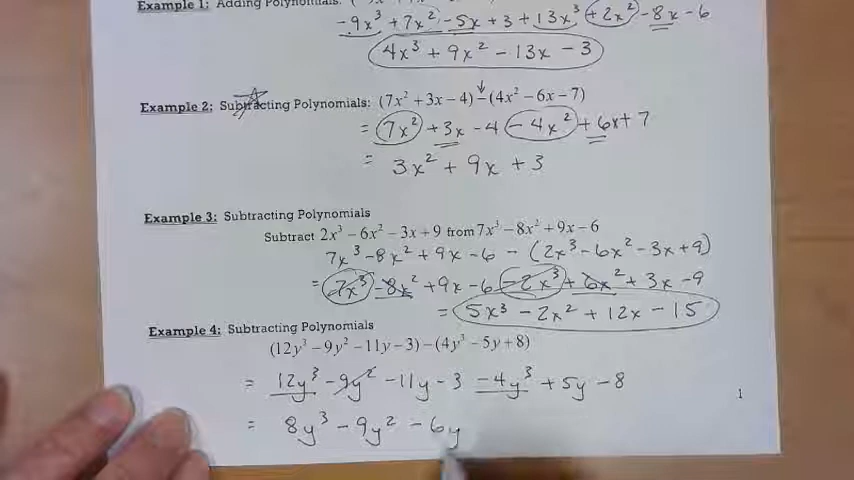 Example 1: Adding Polynomials:
-9x³ + 7x² - 5x + 3 + 13x³ + 2x² - 8x - 6
4x³ + 9x² - 13x - 3
Example 2: Subtracting Polynomials: (7x² + 3x - 4) - (4x² - 6x - 7)
= 7x² + 3x - 4 - 4x² + 6x + 7
= 3x² + 9x + 3
Example 3: Subtracting Polynomials
Subtract 2x³ - 6x² - 3x + 9 from 7x³ - 8x² + 9x - 6
7x³ - 8x² + 9x - 6 - (2x³ - 6x² - 3x + 9)
= 7x³ - 8x² + 9x - 6 - 2x³ + 6x² + 3x - 9
= 5x³ - 2x² + 12x - 15
Example 4: Subtracting Polynomials
(12y³ - 9y² - 11y - 3) - (4y³ - 5y + 8)
= 12y³ - 9y² - 11y - 3 - 4y³ + 5y - 8
= 8y³ - 9y² - 6y
1